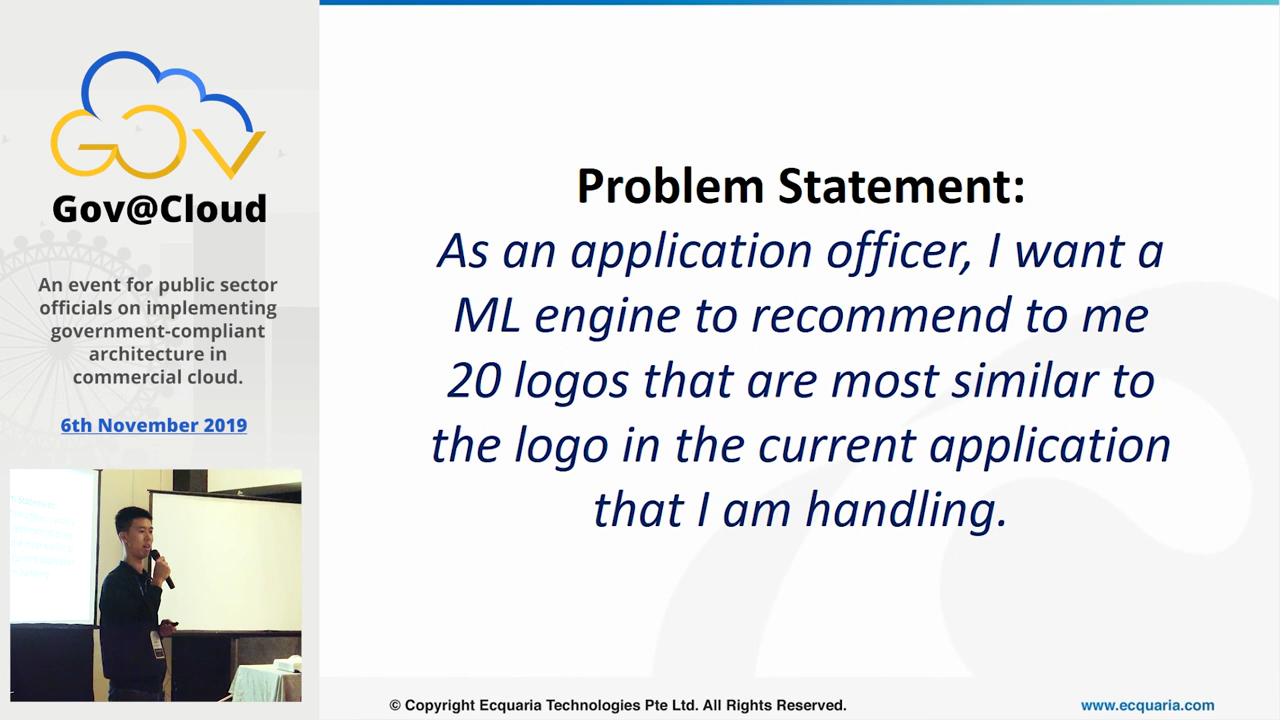 GOV
Gov@Cloud
An event for public sector
officials on implementing
government-compliant
architecture in
commercial cloud.
6th November 2019
Problem Statement:
As an application officer, I want a
ML engine to recommend to me
20 logos that are most similar to
the logo in the current application
that I am handling.
© Copyright Ecquaria Technologies Pte Ltd. All Rights Reserved.
www.ecquaria.com